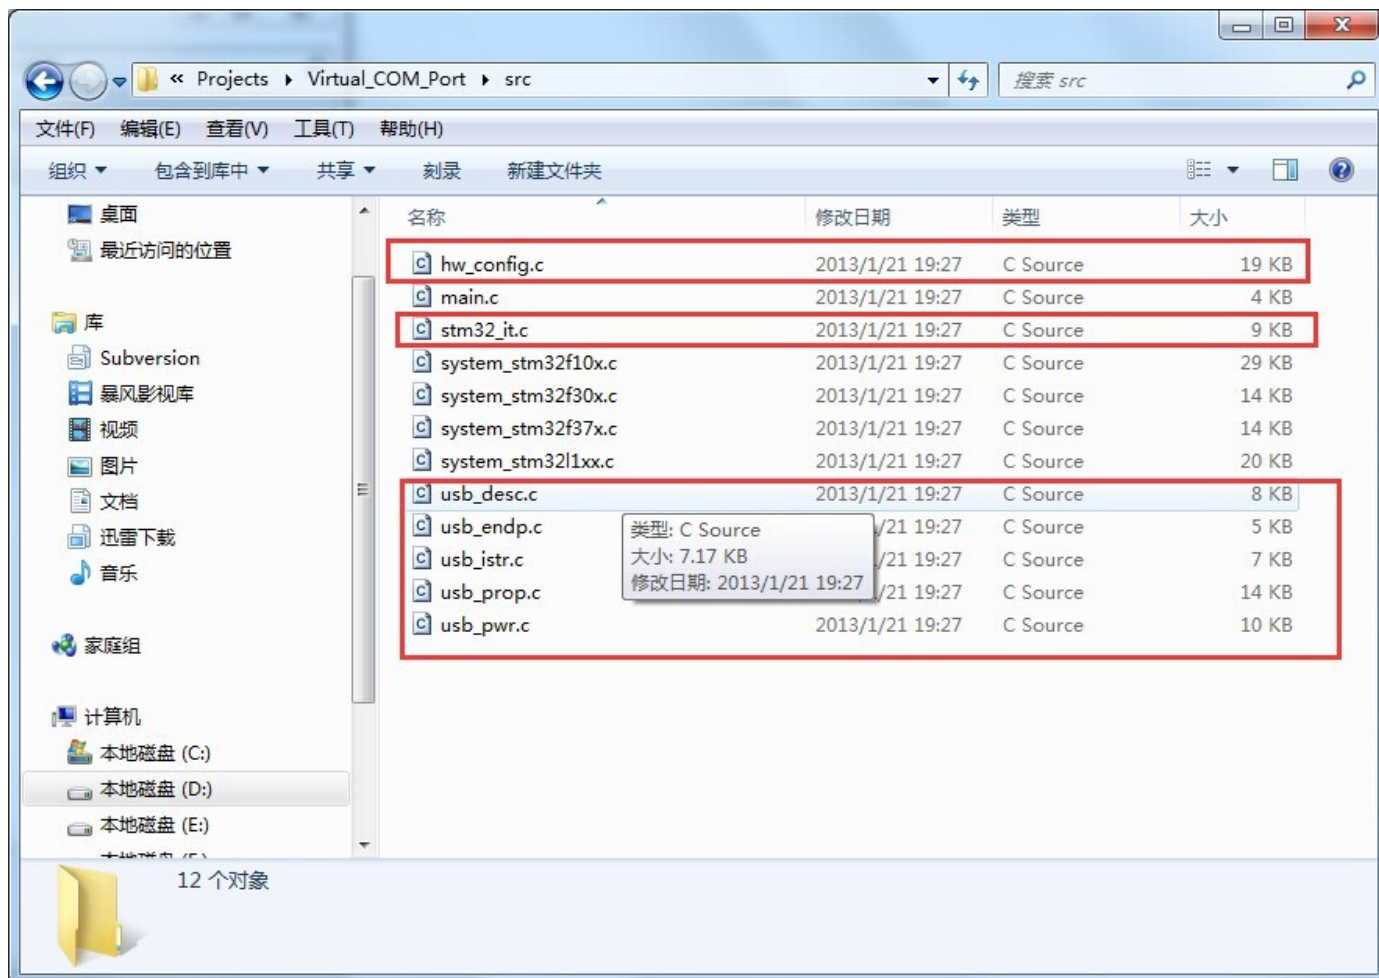 « Projects Virtual_COM_Port src 搜索 src
文件(F) 编辑(E) 查看(V) 工具(T) 帮助(H)
组织 包含到库中 共享 刻录 新建文件夹
桌面
最近访问的位置
库
Subversion
暴风影视库
视频
图片
文档
迅雷下载
音乐
家庭组
计算机
本地磁盘 (C:)
本地磁盘 (D:)
本地磁盘 (E:)
名称 修改日期 类型 大小
hw_config.c 2013/1/21 19:27 C Source 19 KB
main.c 2013/1/21 19:27 C Source 4 KB
stm32_it.c 2013/1/21 19:27 C Source 9 KB
system_stm32f10x.c 2013/1/21 19:27 C Source 29 KB
system_stm32f30x.c 2013/1/21 19:27 C Source 14 KB
system_stm32f37x.c 2013/1/21 19:27 C Source 14 KB
system_stm32l1xx.c 2013/1/21 19:27 C Source 20 KB
usb_desc.c 2013/1/21 19:27 C Source 8 KB
usb_endp.c /21 19:27 C Source 5 KB
usb_istr.c /21 19:27 C Source 7 KB
usb_prop.c /21 19:27 C Source 14 KB
usb_pwr.c 2013/1/21 19:27 C Source 10 KB
类型: C Source
大小: 7.17 KB
修改日期: 2013/1/21 19:27
12 个对象